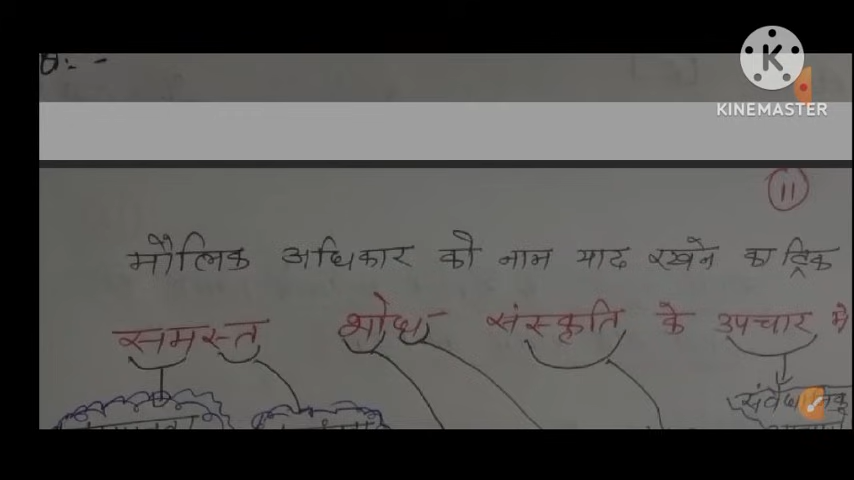 KINEMASTER
11
मौलिक अधिकार को नाम याद रखने का ट्रिक
समस्त शोध संस्कृति के उपचार मे
संवैधानिक